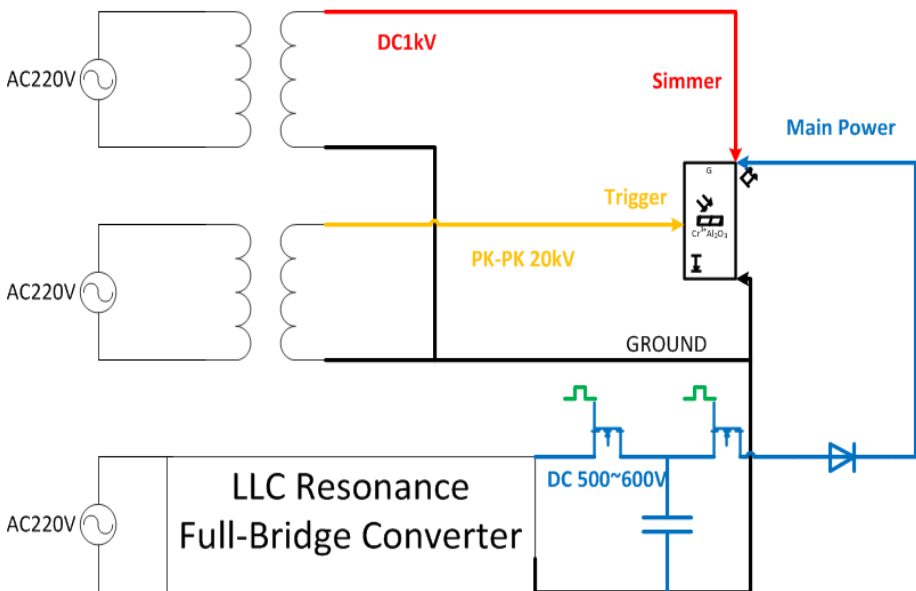 DC1kV
AC220V
Simmer
Main Power
G
Trigger
Cr3+Al2O3
PK-PK 20kV
AC220V
GROUND
DC 500~600V
LLC Resonance
Full-Bridge Converter
AC220V